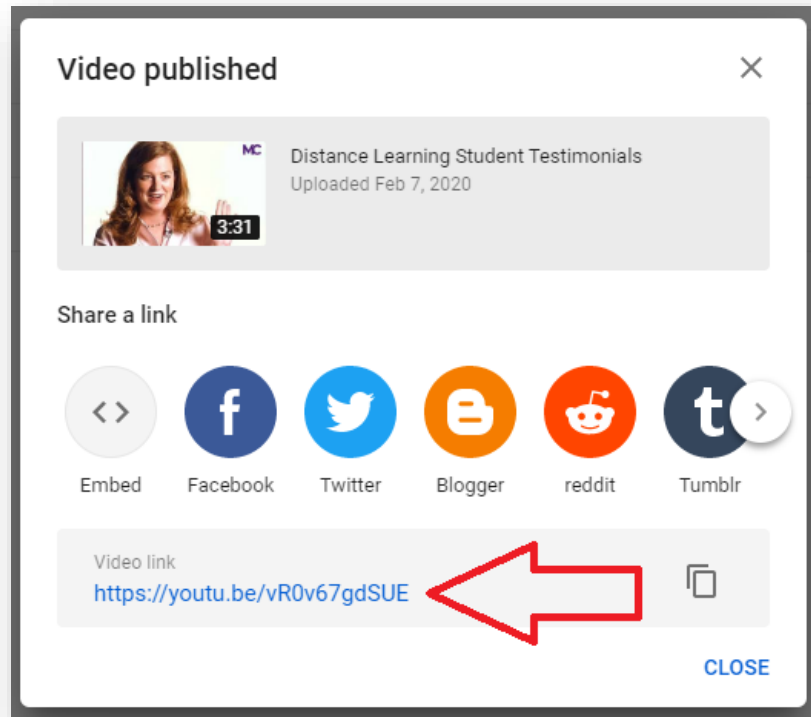 Video published
MC
3:31
Distance Learning Student Testimonials
Uploaded Feb 7, 2020
Share a link
Embed Facebook Twitter Blogger reddit Tumblr
Video link
https://youtu.be/vR0v67gdSUE
CLOSE